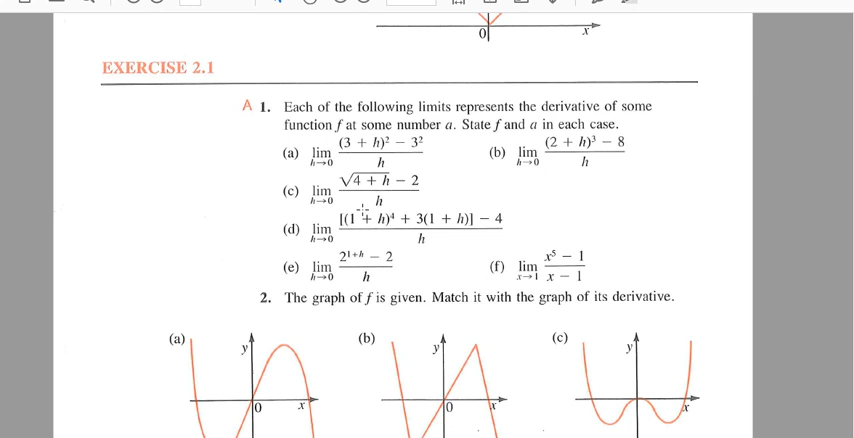 0
x
EXERCISE 2.1
A 1. Each of the following limits represents the derivative of some
function f at some number a. State f and a in each case.
(a) lim h→0 ((3 + h)² − 3²)/h (b) lim h→0 ((2 + h)³ − 8)/h
(c) lim h→0 (√(4 + h) − 2)/h
(d) lim h→0 ([(1 + h)⁴ + 3(1 + h)] − 4)/h
(e) lim h→0 (2¹⁺ʰ − 2)/h (f) lim x→1 (x⁵ − 1)/(x − 1)
2. The graph of f is given. Match it with the graph of its derivative.
(a) (b) (c)
y y y
0 x 0 x x